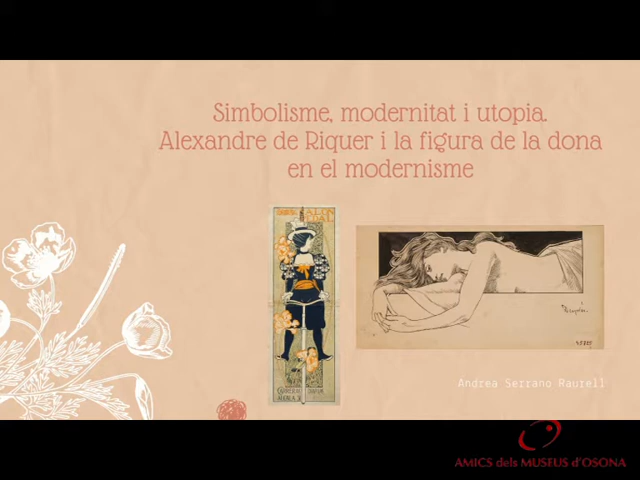 Simbolisme, modernitat i utopia.
Alexandre de Riquer i la figura de la dona
en el modernisme
Andrea Serrano Raurell
AMICS dels MUSEUS d'OSONA